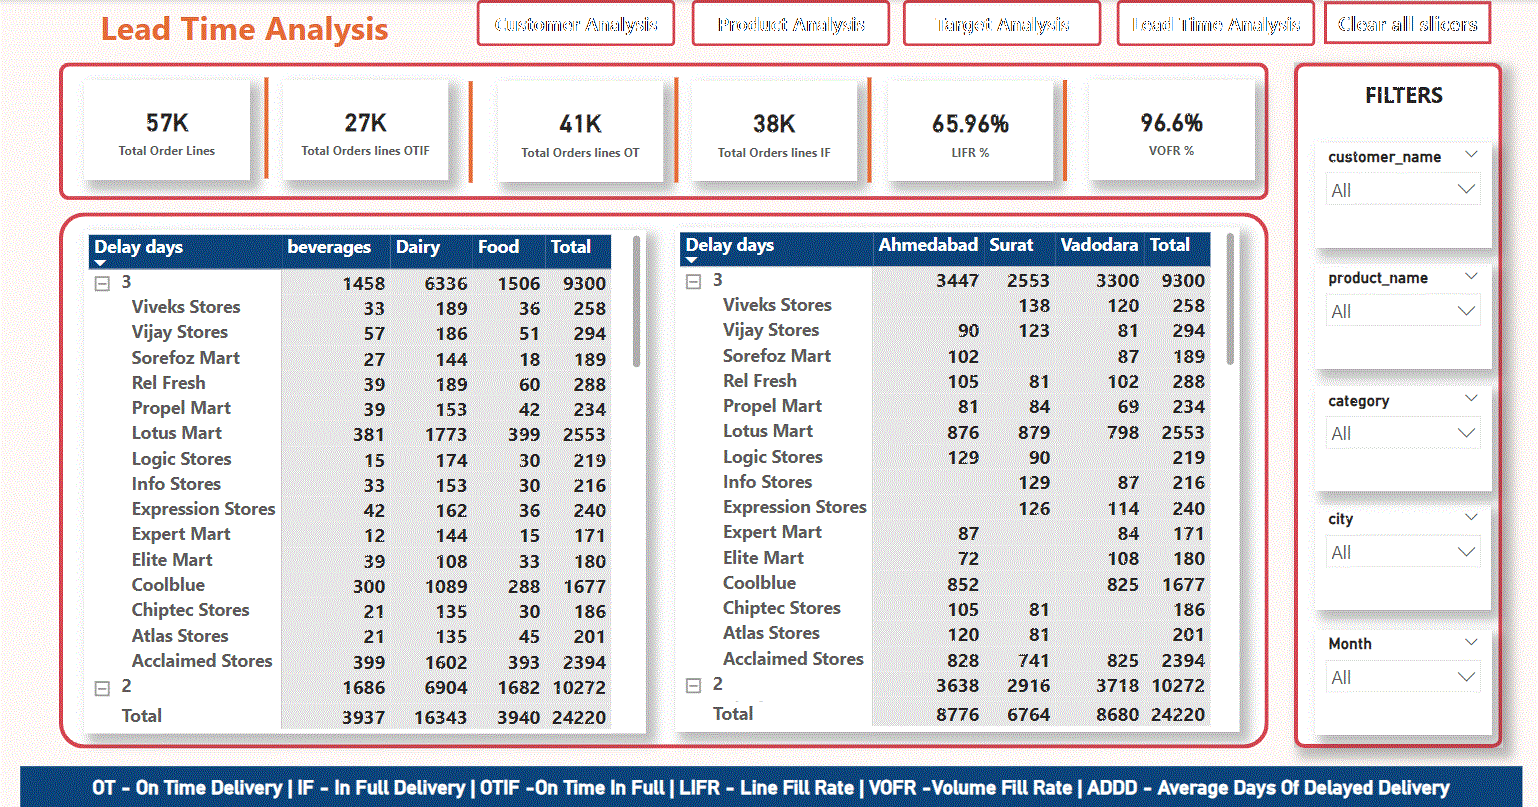 Lead Time Analysis
Customer Analysis
Product Analysis
Target Analysis
Lead Time Analysis
Clear all slicers
57K
Total Order Lines
27K
Total Orders lines OTIF
41K
Total Orders lines OT
38K
Total Orders lines IF
65.96%
LIFR %
96.6%
VOFR %
Delay days beverages Dairy Food Total
3 1458 6336 1506 9300
Viveks Stores 33 189 36 258
Vijay Stores 57 186 51 294
Sorefoz Mart 27 144 18 189
Rel Fresh 39 189 60 288
Propel Mart 39 153 42 234
Lotus Mart 381 1773 399 2553
Logic Stores 15 174 30 219
Info Stores 33 153 30 216
Expression Stores 42 162 36 240
Expert Mart 12 144 15 171
Elite Mart 39 108 33 180
Coolblue 300 1089 288 1677
Chiptec Stores 21 135 30 186
Atlas Stores 21 135 45 201
Acclaimed Stores 399 1602 393 2394
2 1686 6904 1682 10272
Total 3937 16343 3940 24220
Delay days Ahmedabad Surat Vadodara Total
3 3447 2553 3300 9300
Viveks Stores 138 120 258
Vijay Stores 90 123 81 294
Sorefoz Mart 102 87 189
Rel Fresh 105 81 102 288
Propel Mart 81 84 69 234
Lotus Mart 876 879 798 2553
Logic Stores 129 90 219
Info Stores 129 87 216
Expression Stores 126 114 240
Expert Mart 87 84 171
Elite Mart 72 108 180
Coolblue 852 825 1677
Chiptec Stores 105 81 186
Atlas Stores 120 81 201
Acclaimed Stores 828 741 825 2394
2 3638 2916 3718 10272
Total 8776 6764 8680 24220
FILTERS
customer_name
All
product_name
All
category
All
city
All
Month
All
OT - On Time Delivery | IF - In Full Delivery | OTIF -On Time In Full | LIFR - Line Fill Rate | VOFR -Volume Fill Rate | ADDD - Average Days Of Delayed Delivery